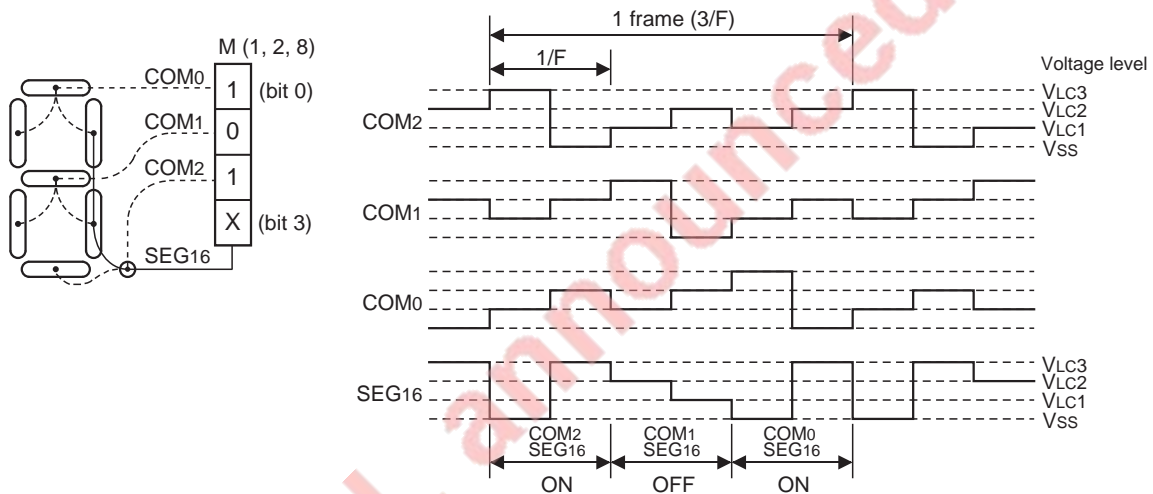 M (1, 2, 8)
COM0
1
(bit 0)
COM1
0
COM2
1
X
(bit 3)
SEG16
1 frame (3/F)
1/F
Voltage level
COM2
VLC3
VLC2
VLC1
VSS
COM1
COM0
SEG16
VLC3
VLC2
VLC1
VSS
COM2
SEG16
COM1
SEG16
COM0
SEG16
ON
OFF
ON
announced